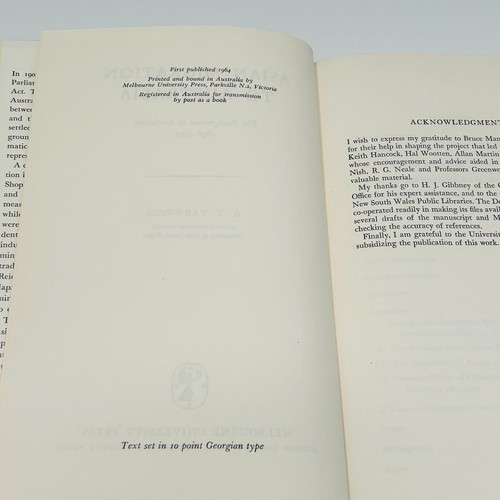 In 190
Parliar
Act. T
Austra
betwee
and th
settled
groun
matic
repre
A c
tion i
Shop
and
meas
while
were
dent
indu
min
trad
Reic
First published 1964
Printed and bound in Australia by
Melbourne University Press, Parkville N.2, Victoria
Registered in Australia for transmission
by post as a book
Text set in 10 point Georgian type
ACKNOWLEDGMENT
I wish to express my gratitude to Bruce Man
for their help in shaping the project that led
Keith Hancock, Hal Wootten, Allan Martin
whose encouragement and advice aided in
Nish, R. G. Neale and Professors Greenwo
valuable material.
My thanks go to H. J. Gibbney of the C
Office for his expert assistance, and to the
New South Wales Public Libraries. The De
co-operated readily in making its files avail
several drafts of the manuscript and M
checking the accuracy of references.
Finally, I am grateful to the Universi
subsidizing the publication of this work.